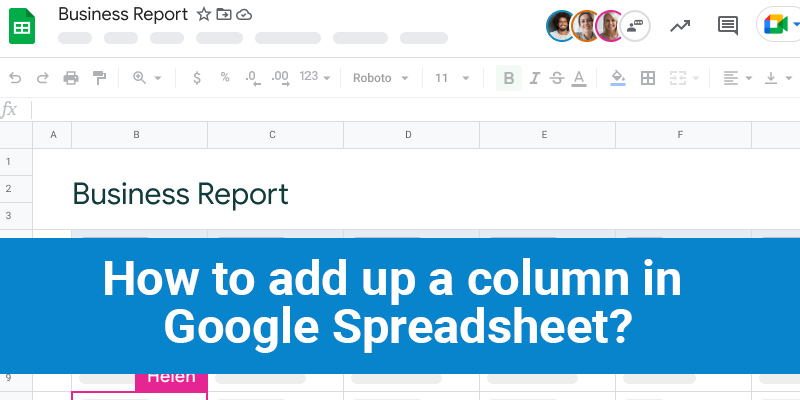 Business Report
$ % .0 .00 123 Roboto 11 B I S A
fx
A B C D E F
1
2 Business Report
3
How to add up a column in
Google Spreadsheet?
9 Helen